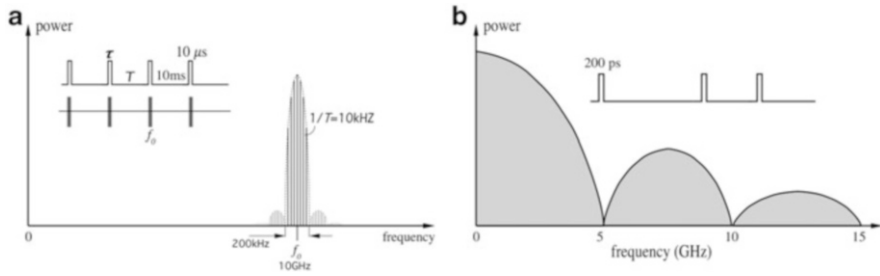 a
power
τ
10 μs
T
10ms
f₀
1/T=10kHZ
0
200kHz
f₀
10GHz
frequency
b
power
200 ps
0
5
10
15
frequency (GHz)